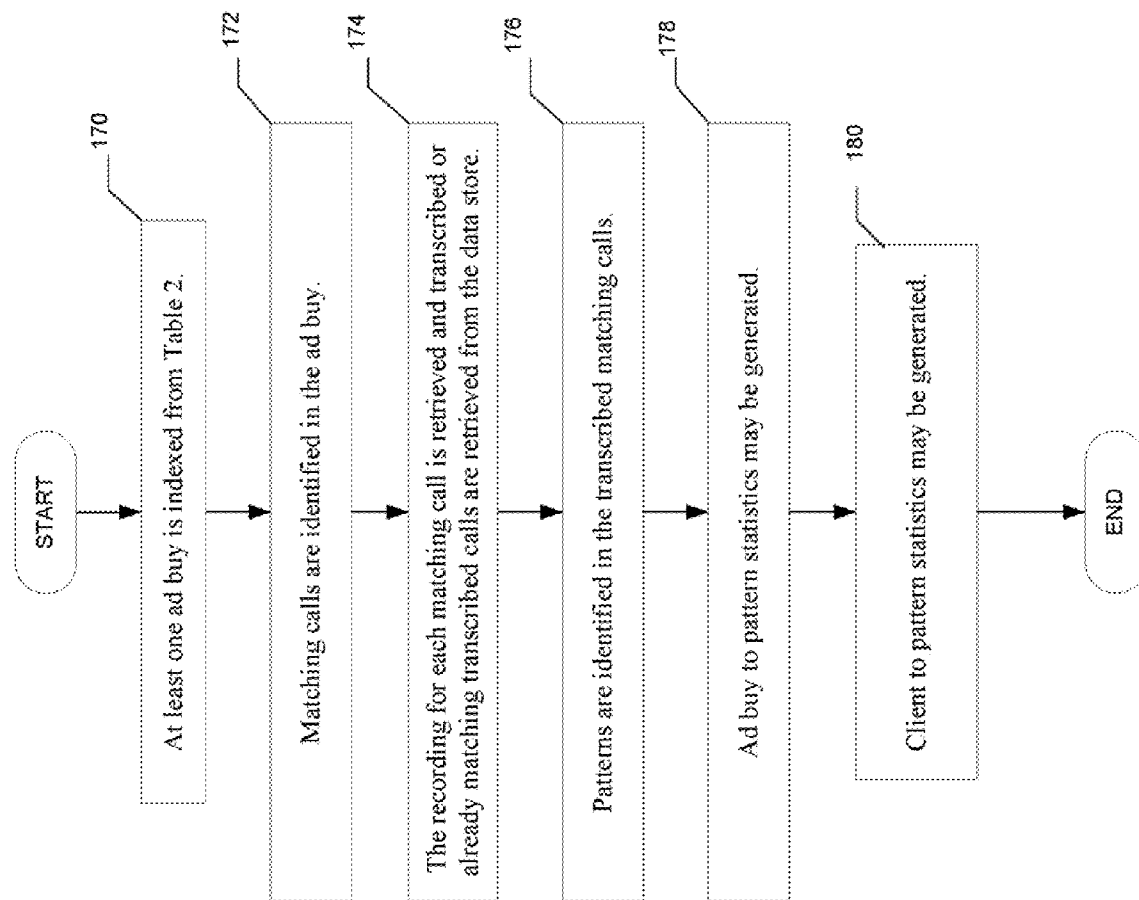 START
170
At least one ad buy is indexed from Table 2.
172
Matching calls are identified in the ad buy.
174
The recording for each matching call is retrieved and transcribed or
already matching transcribed calls are retrieved from the data store.
176
Patterns are identified in the transcribed matching calls.
178
Ad buy to pattern statistics may be generated.
180
Client to pattern statistics may be generated.
END